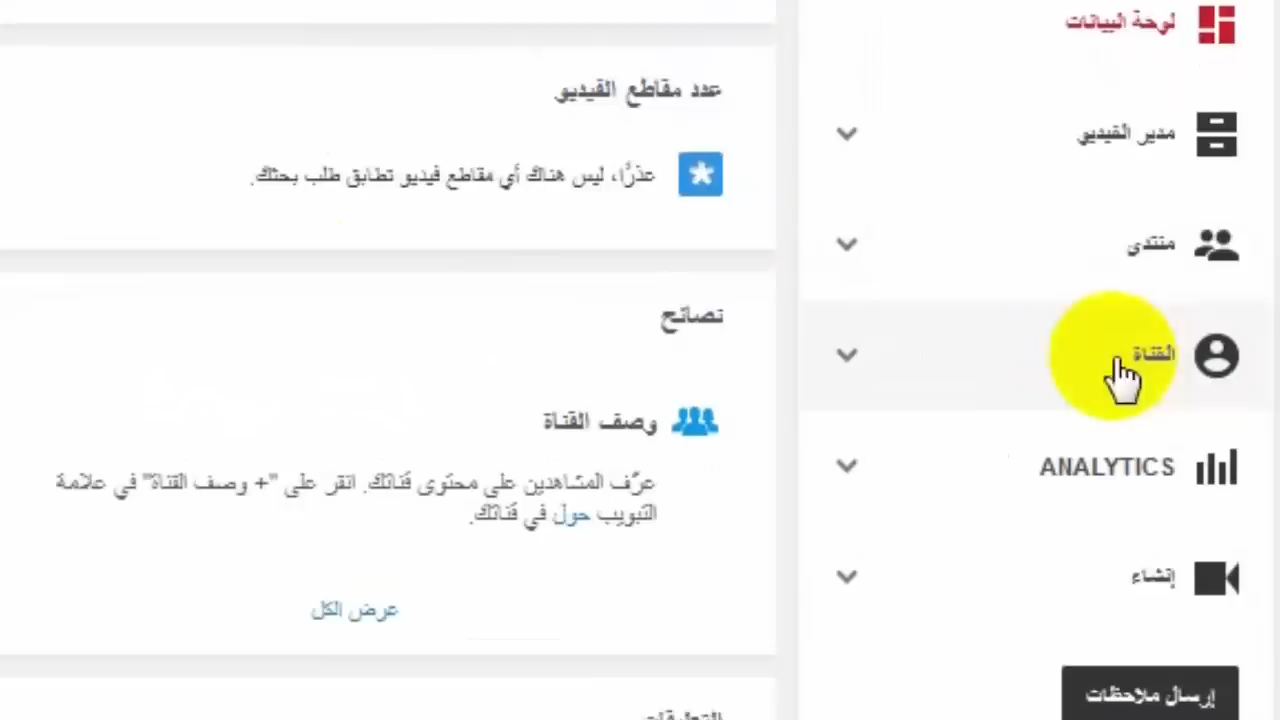 لوحة البيانات
مدير الفيديو
منتدى
القناة
ANALYTICS
إنشاء
إرسال ملاحظات
عدد مقاطع الفيديو
عذرًا، ليس هناك أي مقاطع فيديو تطابق طلب بحثك.
نصائح
وصف القناة
عرّف المشاهدين على محتوى قناتك. انقر على "+ وصف القناة" في علامة
التبويب حول في قناتك.
عرض الكل
التعليقات